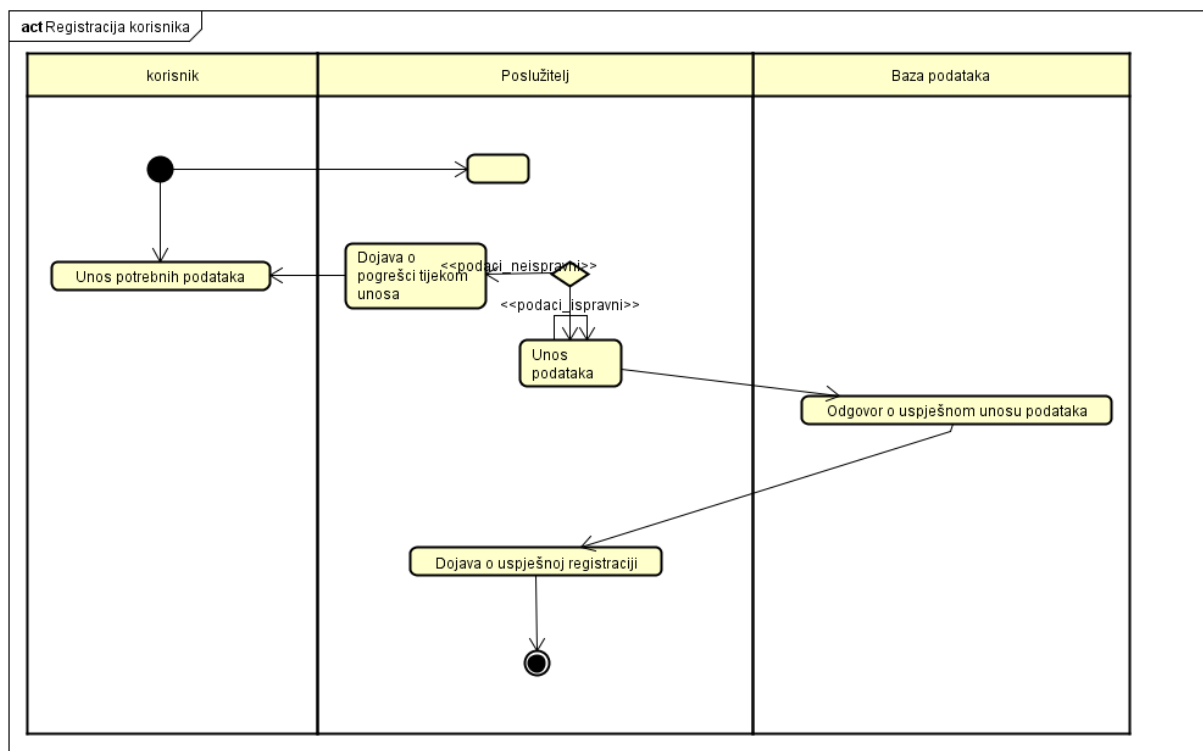 act Registracija korisnika
korisnik
Poslužitelj
Baza podataka
Unos potrebnih podataka
Dojava o
pogrešci tijekom
unosa
<<podaci_neispravni>>
<<podaci_ispravni>>
Unos
podataka
Odgovor o uspješnom unosu podataka
Dojava o uspješnoj registraciji